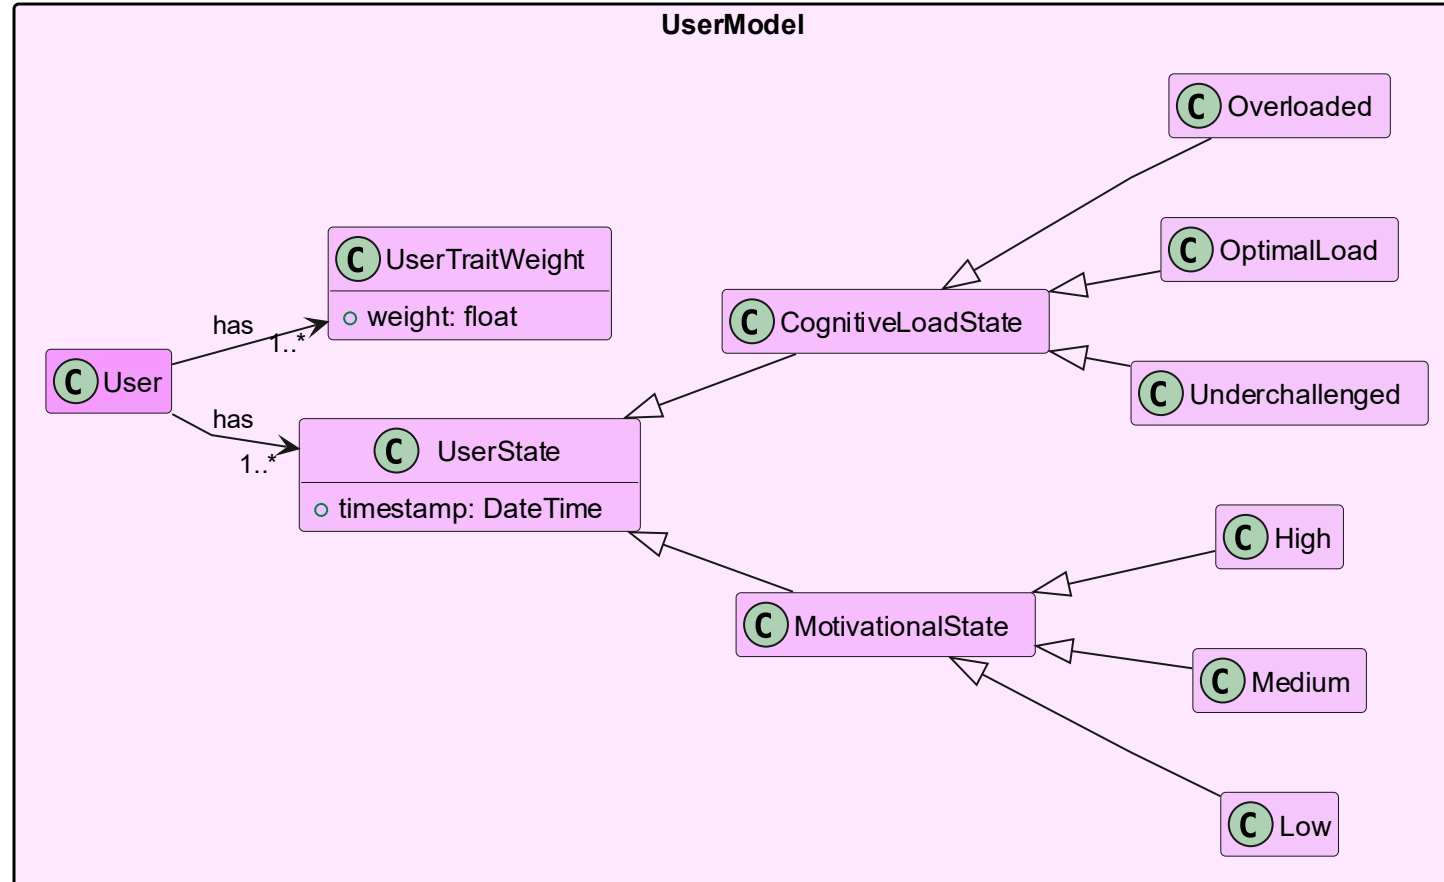 UserModel
C Overloaded
C OptimalLoad
C UserTraitWeight
weight: float
C CognitiveLoadState
has
1..*
C User
C Underchallenged
has
1..*
C UserState
timestamp: DateTime
C High
C MotivationalState
C Medium
C Low